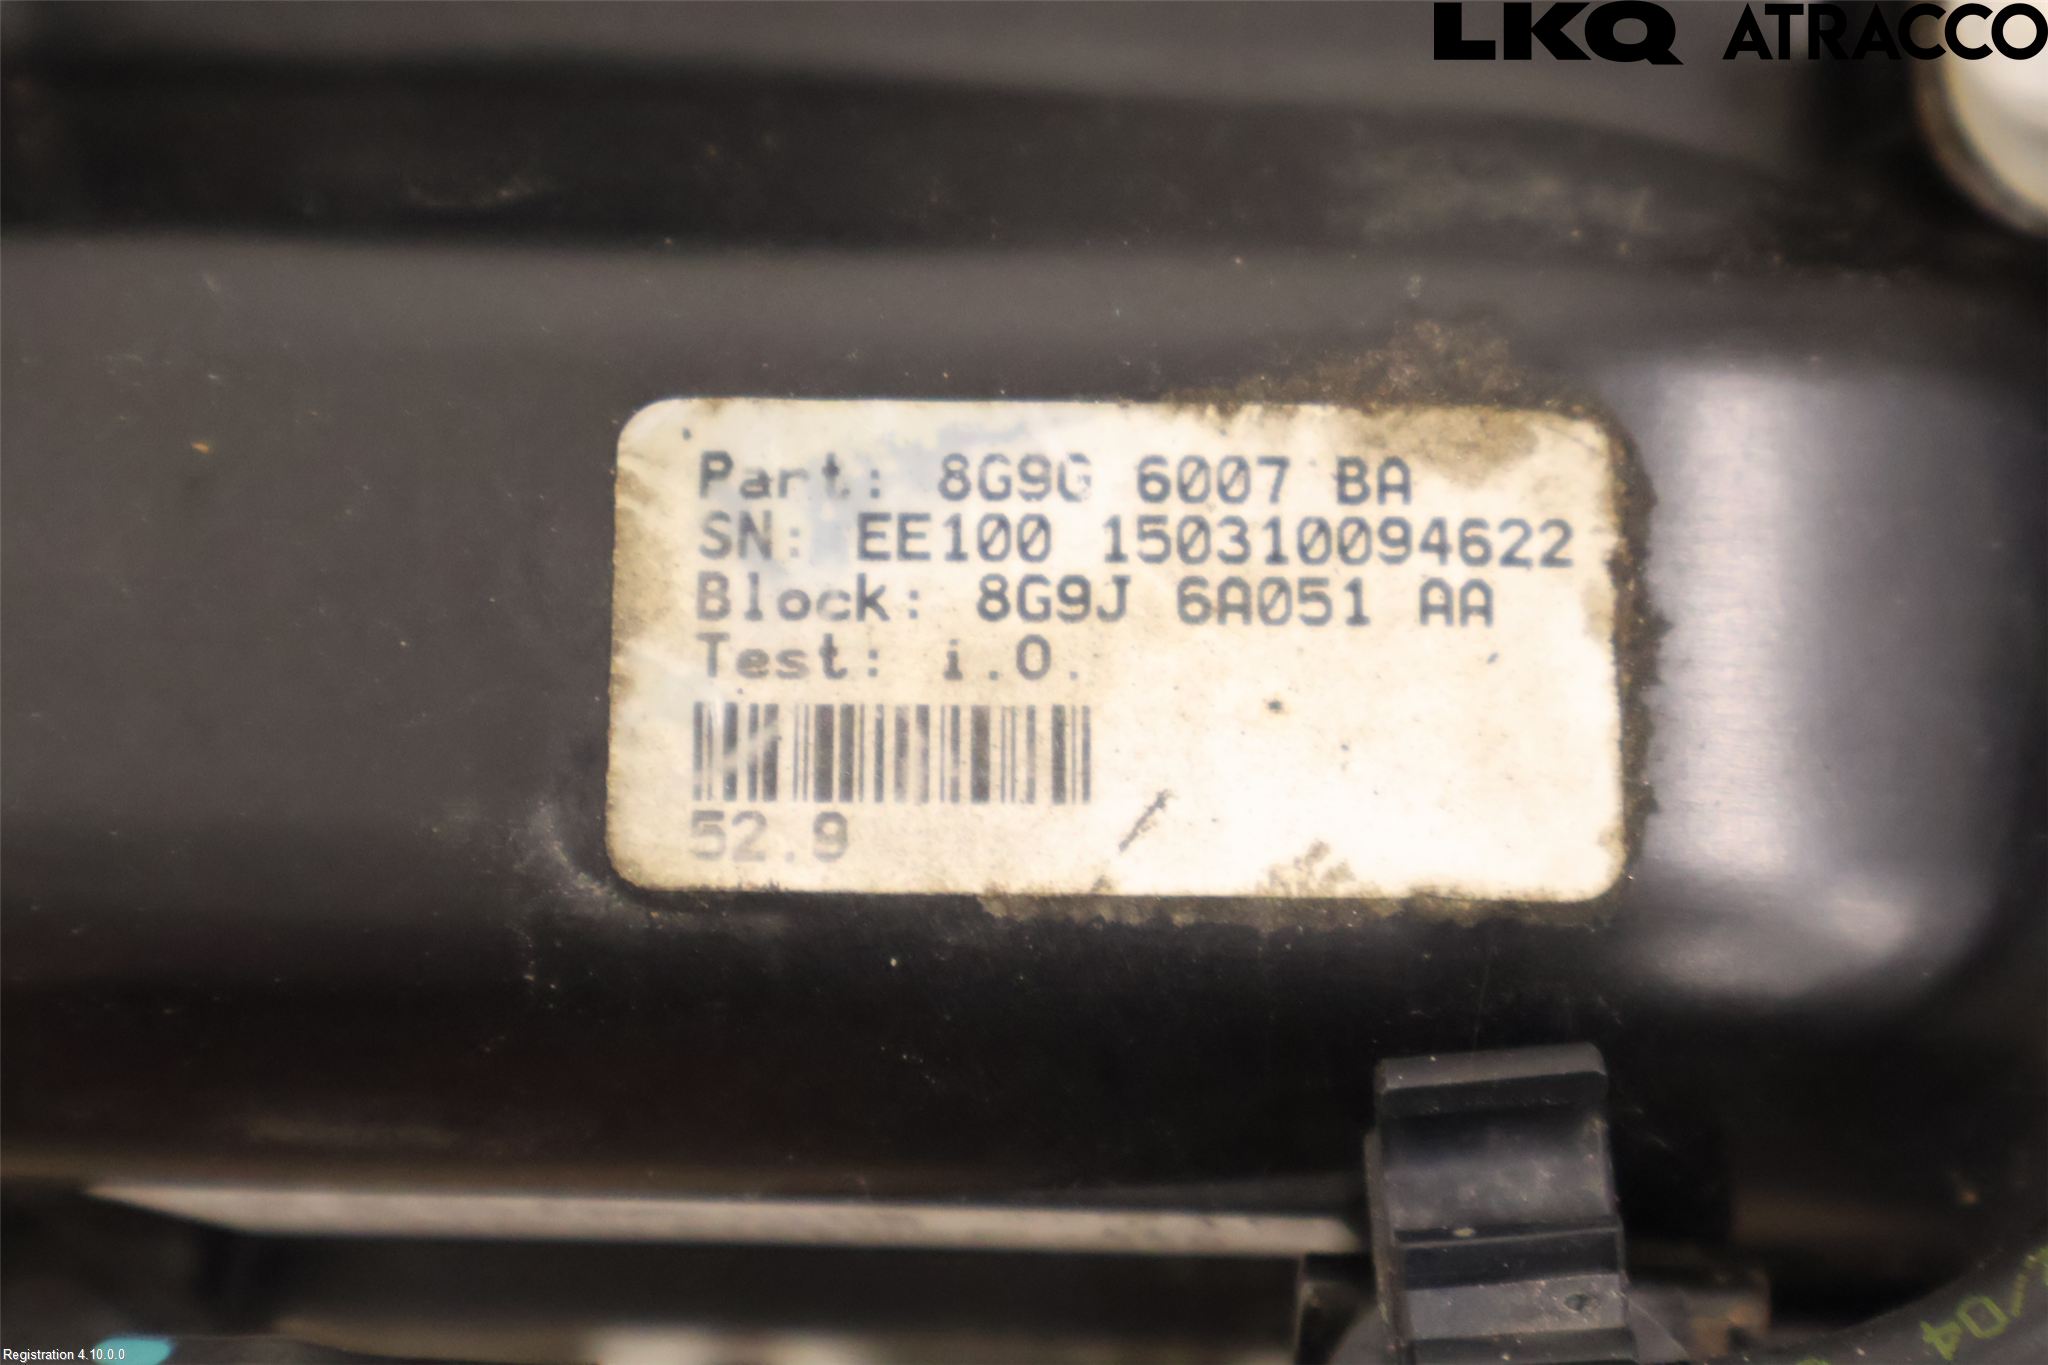 LKQ ATRACCO
Part: 8G9G 6007 BA
SN: EE100 150310094622
Block: 8G9J 6A051 AA
Test: i.O.
52.9
Registration 4.10.0.0